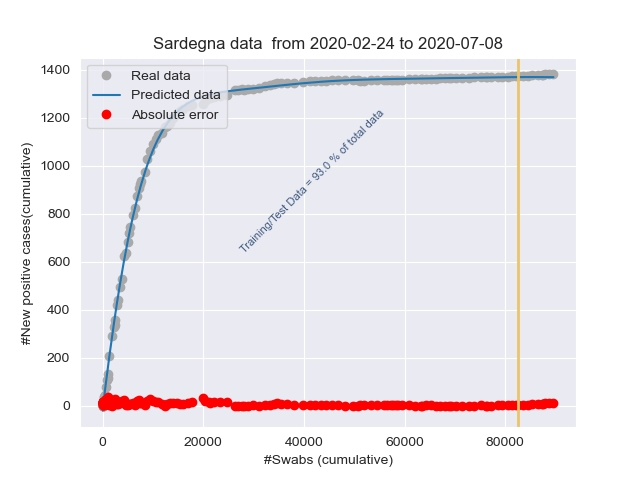 Sardegna data  from 2020-02-24 to 2020-07-08
Real data
Predicted data
Absolute error
Training/Test Data = 93.0 % of total data
#New positive cases(cumulative)
1400
1200
1000
800
600
400
200
0
0
20000
40000
60000
80000
#Swabs (cumulative)